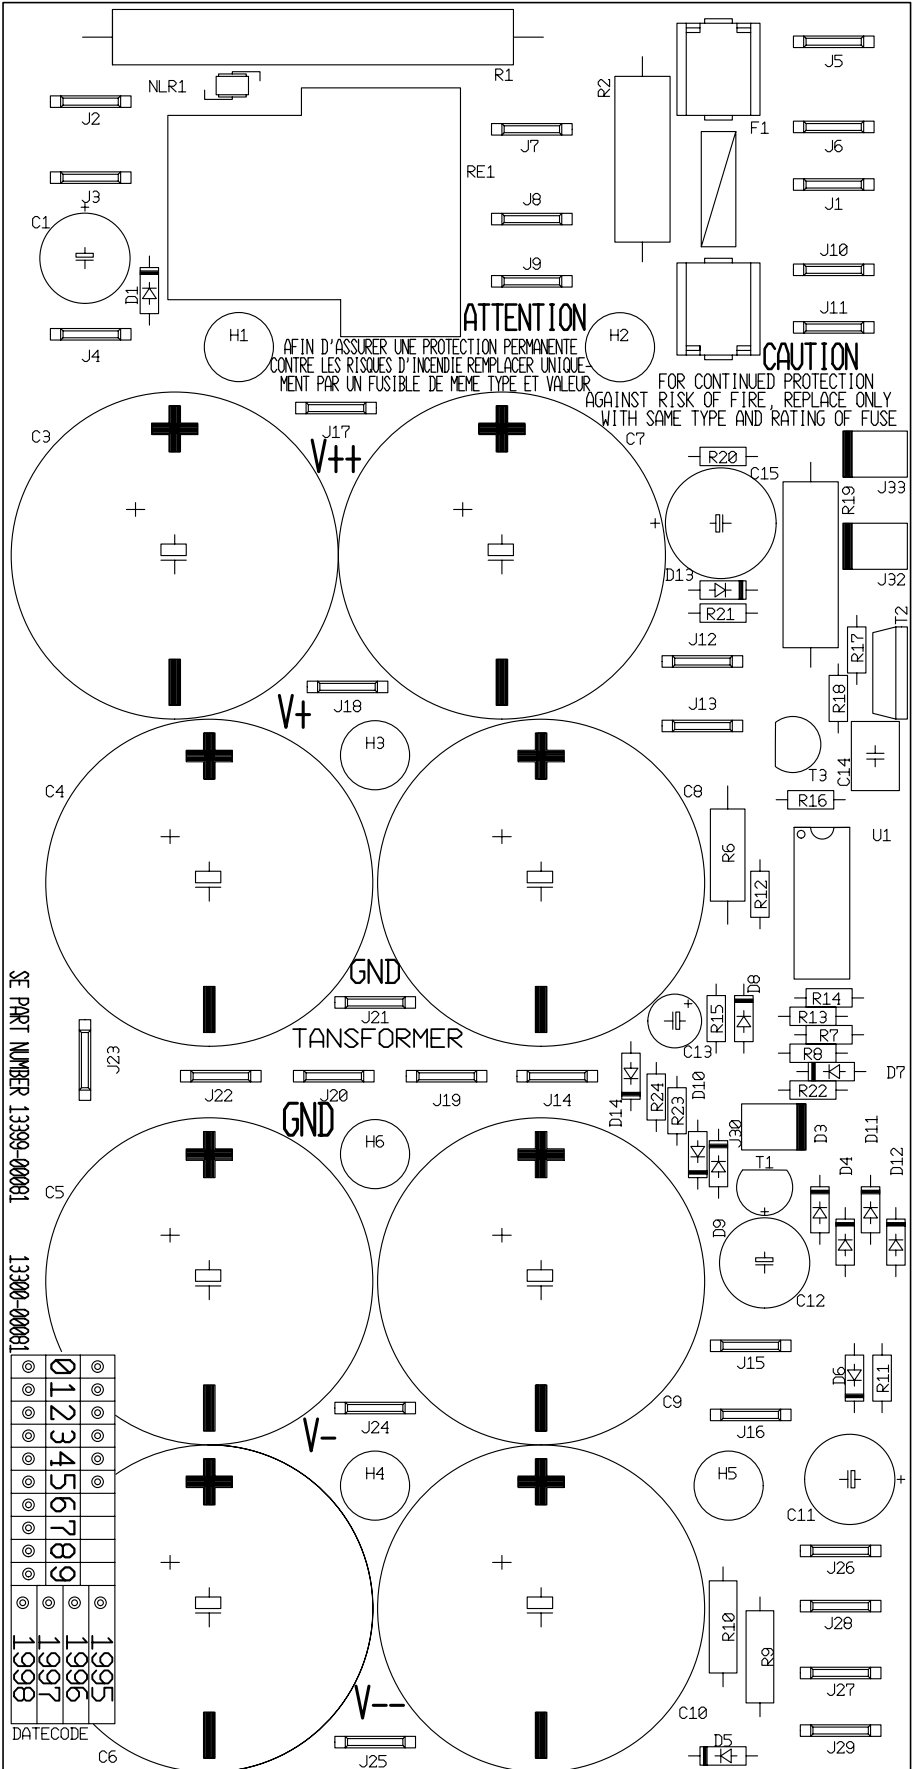 R1
J5
NLR1
R2
J2
F1
J7
J6
RE1
J3
J8
J1
C1
J9
J10
D1
J11
J4
H1
ATTENTION
H2
AFIN D'ASSURER UNE PROTECTION PERMANENTE
CONTRE LES RISQUES D'INCENDIE REMPLACER UNIQUE-
MENT PAR UN FUSIBLE DE MEME TYPE ET VALEUR
CAUTION
FOR CONTINUED PROTECTION
AGAINST RISK OF FIRE, REPLACE ONLY
WITH SAME TYPE AND RATING OF FUSE
J17
C3
V++
C7
R20
C15
R19
J33
D13
J32
R21
T2
J12
R17
J18
V+
J13
R18
H3
T3
C14
C4
C8
R16
R6
U1
R12
GND
J21
D8
R14
R15
R13
TANSFORMER
C13
R7
J23
R8
J22
J20
J19
J14
D14
R24
R23
D10
D7
R22
GND
H6
J30
D3
D11
T1
D4
D12
C5
D9
C12
SE PART NUMBER 13399-00081
13300-00081
J15
D6
R11
C9
J24
J16
V-
H4
H5
C11
0
1
2
3
4
5
6
7
8
9
J26
J28
R10
R9
1995
1996
1997
1998
J27
V--
C10
DATECODE
J29
C6
J25
D5